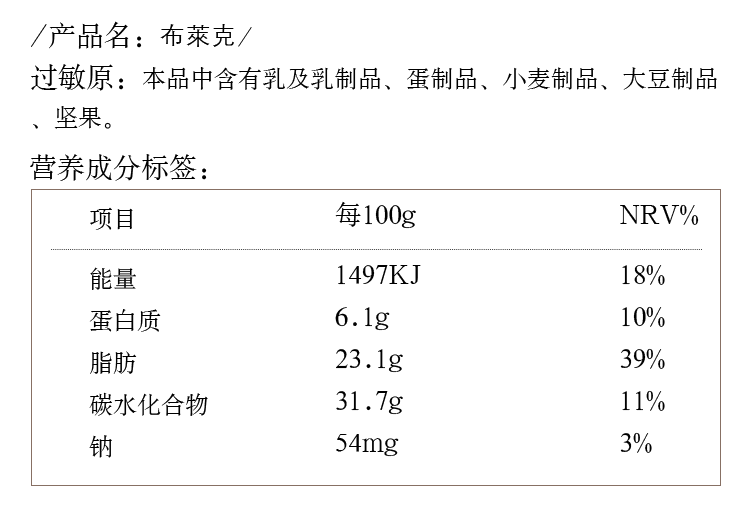 /产品名：布萊克/
过敏原：本品中含有乳及乳制品、蛋制品、小麦制品、大豆制品
、坚果。
营养成分标签：
项目 每100g NRV%
能量 1497KJ 18%
蛋白质 6.1g 10%
脂肪 23.1g 39%
碳水化合物 31.7g 11%
钠 54mg 3%